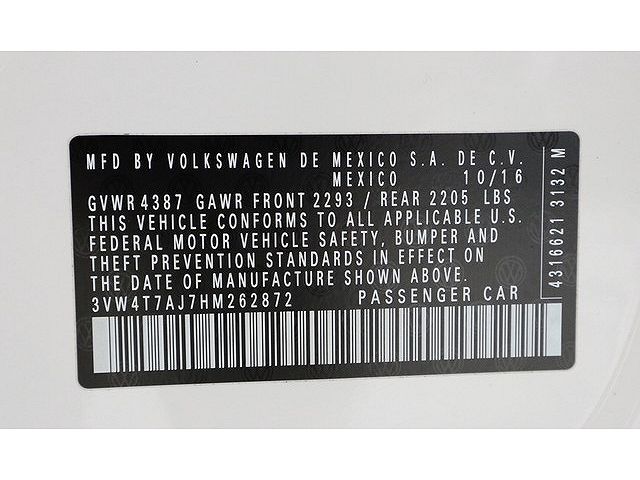 MFD BY VOLKSWAGEN DE MEXICO S.A. DE C.V.
MEXICO 10/16
GVWR 4387 GAWR FRONT 2293 / REAR 2205 LBS
THIS VEHICLE CONFORMS TO ALL APPLICABLE U.S.
FEDERAL MOTOR VEHICLE SAFETY, BUMPER AND
THEFT PREVENTION STANDARDS IN EFFECT ON
THE DATE OF MANUFACTURE SHOWN ABOVE.
3VW4T7AJ7HM262872 PASSENGER CAR
4316621 3132 M